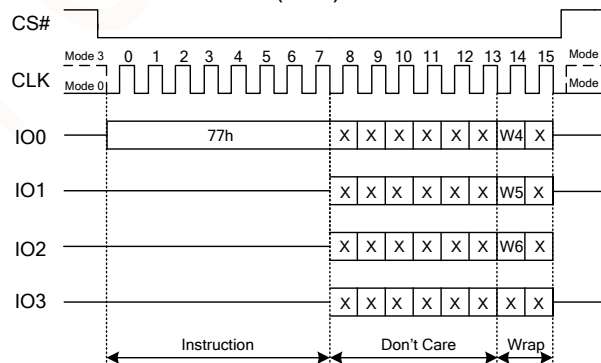 CS#
Mode 3 0 1 2 3 4 5 6 7 8 9 10 11 12 13 14 15 Mode
CLK Mode 0 Mode
IO0 77h X X X X X X W4 X
IO1 X X X X X X W5 X
IO2 X X X X X X W6 X
IO3 X X X X X X X X
Instruction Don't Care Wrap